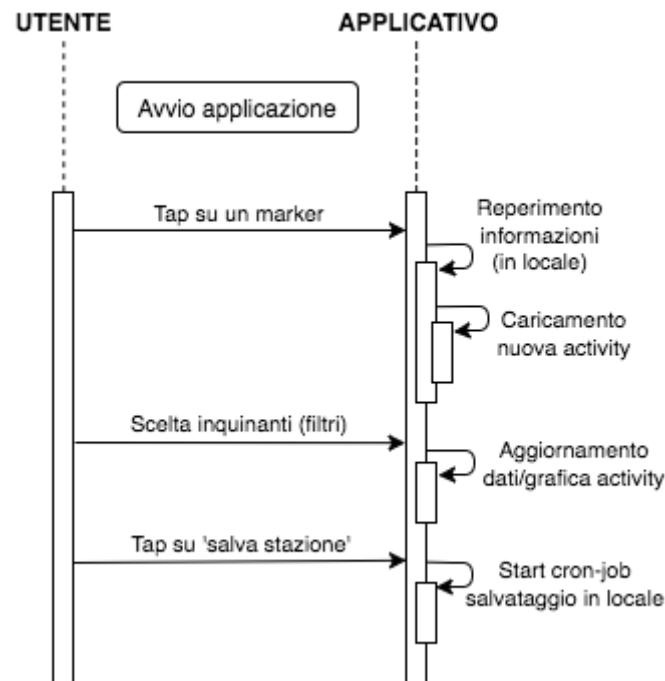 UTENTE
APPLICATIVO
Avvio applicazione
Tap su un marker
Reperimento
informazioni
(in locale)
Caricamento
nuova activity
Scelta inquinanti (filtri)
Aggiornamento
dati/grafica activity
Tap su 'salva stazione'
Start cron-job
salvataggio in locale